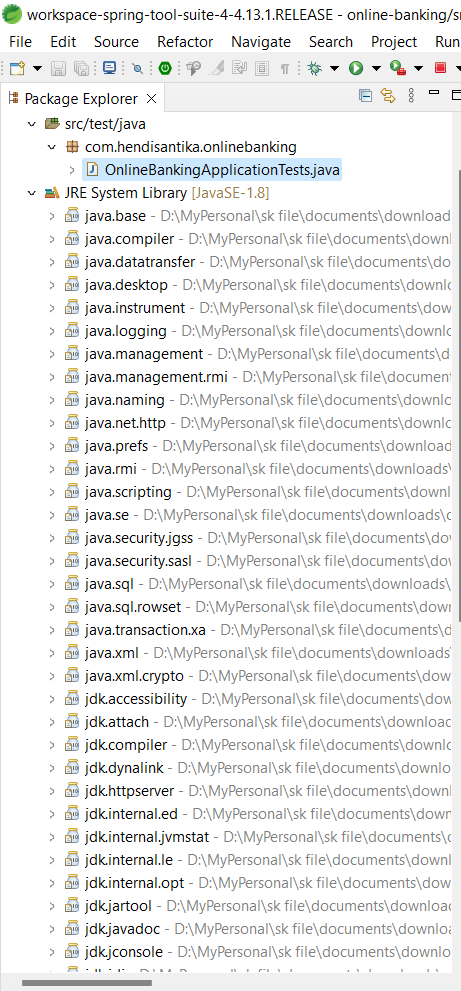 workspace-spring-tool-suite-4-4.13.1.RELEASE - online-banking/sr
File Edit Source Refactor Navigate Search Project Run
Package Explorer
src/test/java
com.hendisantika.onlinebanking
OnlineBankingApplicationTests.java
JRE System Library [JavaSE-1.8]
java.base - D:\MyPersonal\sk file\documents\download
java.compiler - D:\MyPersonal\sk file\documents\dow
java.datatransfer - D:\MyPersonal\sk file\documents\do
java.desktop - D:\MyPersonal\sk file\documents\downl
java.instrument - D:\MyPersonal\sk file\documents\dow
java.logging - D:\MyPersonal\sk file\documents\downlo
java.management - D:\MyPersonal\sk file\documents\d
java.management.rmi - D:\MyPersonal\sk file\document
java.naming - D:\MyPersonal\sk file\documents\downlo
java.net.http - D:\MyPersonal\sk file\documents\downlo
java.prefs - D:\MyPersonal\sk file\documents\download
java.rmi - D:\MyPersonal\sk file\documents\downloads\
java.scripting - D:\MyPersonal\sk file\documents\downl
java.se - D:\MyPersonal\sk file\documents\downloads\
java.security.jgss - D:\MyPersonal\sk file\documents\do
java.security.sasl - D:\MyPersonal\sk file\documents\do
java.sql - D:\MyPersonal\sk file\documents\downloads\
java.sql.rowset - D:\MyPersonal\sk file\documents\down
java.transaction.xa - D:\MyPersonal\sk file\documents\d
java.xml - D:\MyPersonal\sk file\documents\downloads
java.xml.crypto - D:\MyPersonal\sk file\documents\dow
jdk.accessibility - D:\MyPersonal\sk file\documents\dow
jdk.attach - D:\MyPersonal\sk file\documents\download
jdk.compiler - D:\MyPersonal\sk file\documents\downl
jdk.dynalink - D:\MyPersonal\sk file\documents\downlo
jdk.httpserver - D:\MyPersonal\sk file\documents\down
jdk.internal.ed - D:\MyPersonal\sk file\documents\dow
jdk.internal.jvmstat - D:\MyPersonal\sk file\documents\
jdk.internal.le - D:\MyPersonal\sk file\documents\down
jdk.internal.opt - D:\MyPersonal\sk file\documents\dow
jdk.jartool - D:\MyPersonal\sk file\documents\download
jdk.javadoc - D:\MyPersonal\sk file\documents\downlo
jdk.jconsole - D:\MyPersonal\sk file\documents\downlo